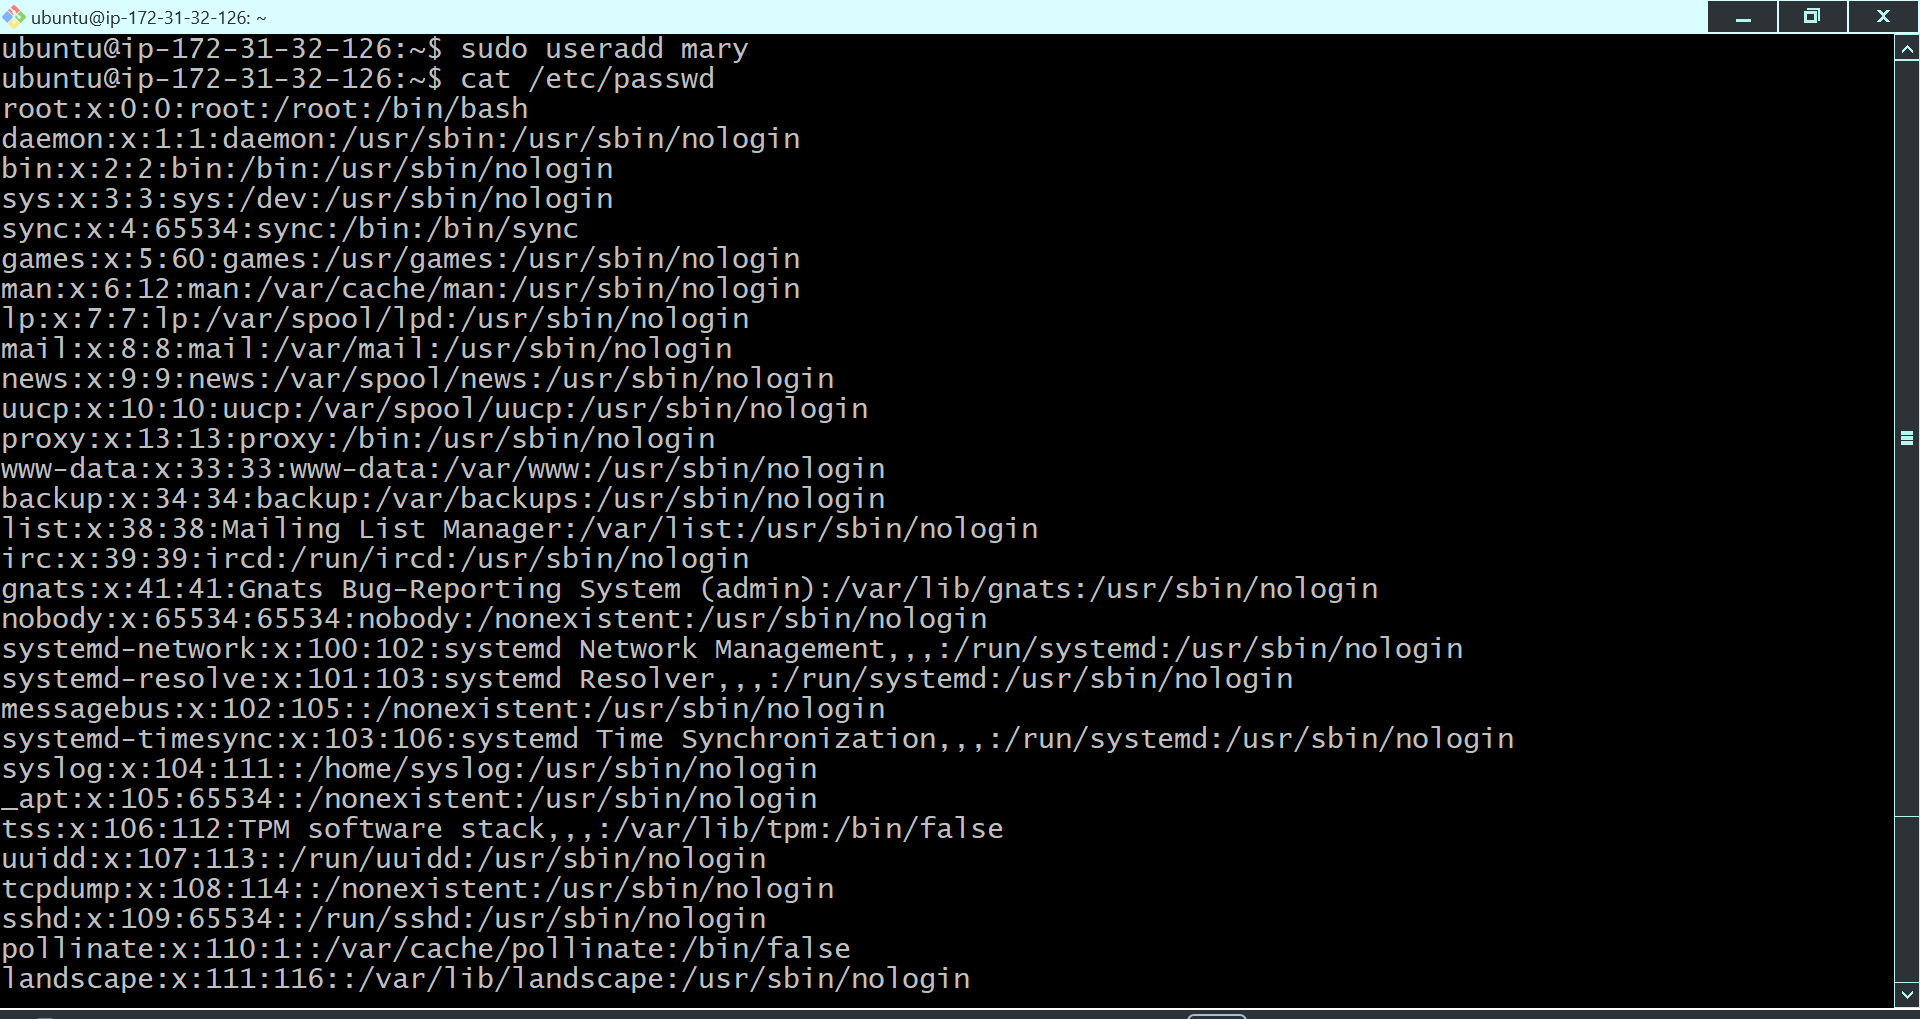 ubuntu@ip-172-31-32-126: ~
ubuntu@ip-172-31-32-126:~$ sudo useradd mary
ubuntu@ip-172-31-32-126:~$ cat /etc/passwd
root:x:0:0:root:/root:/bin/bash
daemon:x:1:1:daemon:/usr/sbin:/usr/sbin/nologin
bin:x:2:2:bin:/bin:/usr/sbin/nologin
sys:x:3:3:sys:/dev:/usr/sbin/nologin
sync:x:4:65534:sync:/bin:/bin/sync
games:x:5:60:games:/usr/games:/usr/sbin/nologin
man:x:6:12:man:/var/cache/man:/usr/sbin/nologin
lp:x:7:7:lp:/var/spool/lpd:/usr/sbin/nologin
mail:x:8:8:mail:/var/mail:/usr/sbin/nologin
news:x:9:9:news:/var/spool/news:/usr/sbin/nologin
uucp:x:10:10:uucp:/var/spool/uucp:/usr/sbin/nologin
proxy:x:13:13:proxy:/bin:/usr/sbin/nologin
www-data:x:33:33:www-data:/var/www:/usr/sbin/nologin
backup:x:34:34:backup:/var/backups:/usr/sbin/nologin
list:x:38:38:Mailing List Manager:/var/list:/usr/sbin/nologin
irc:x:39:39:ircd:/run/ircd:/usr/sbin/nologin
gnats:x:41:41:Gnats Bug-Reporting System (admin):/var/lib/gnats:/usr/sbin/nologin
nobody:x:65534:65534:nobody:/nonexistent:/usr/sbin/nologin
systemd-network:x:100:102:systemd Network Management,,,:/run/systemd:/usr/sbin/nologin
systemd-resolve:x:101:103:systemd Resolver,,,:/run/systemd:/usr/sbin/nologin
messagebus:x:102:105::/nonexistent:/usr/sbin/nologin
systemd-timesync:x:103:106:systemd Time Synchronization,,,:/run/systemd:/usr/sbin/nologin
syslog:x:104:111::/home/syslog:/usr/sbin/nologin
_apt:x:105:65534::/nonexistent:/usr/sbin/nologin
tss:x:106:112:TPM software stack,,,:/var/lib/tpm:/bin/false
uuidd:x:107:113::/run/uuidd:/usr/sbin/nologin
tcpdump:x:108:114::/nonexistent:/usr/sbin/nologin
sshd:x:109:65534::/run/sshd:/usr/sbin/nologin
pollinate:x:110:1::/var/cache/pollinate:/bin/false
landscape:x:111:116::/var/lib/landscape:/usr/sbin/nologin